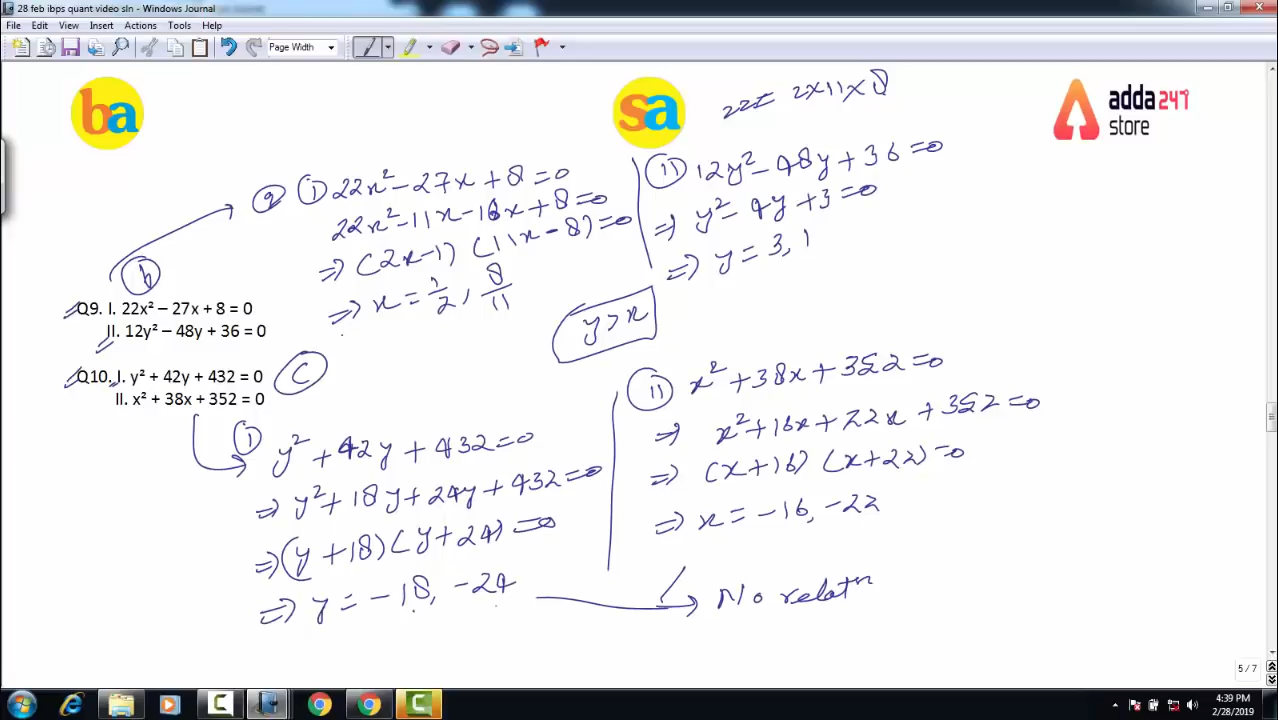 28 feb ibps quant video sln - Windows Journal
File Edit View Insert Actions Tools Help
Page Width
ba
sa
adda 247
store
22= 2x11x8
9 I 22x² - 27x + 8 = 0
22x² - 11x - 16x + 8 = 0
⇒ (2x - 1) (11x - 8) = 0
⇒ x = 1/2, 8/11
II 12y² - 48y + 36 = 0
⇒ y² - 4y + 3 = 0
⇒ y = 3, 1
y > x
b
Q9. I. 22x² − 27x + 8 = 0
II. 12y² − 48y + 36 = 0
Q10. I. y² + 42y + 432 = 0
II. x² + 38x + 352 = 0
C
I y² + 42y + 432 = 0
⇒ y² + 18y + 24y + 432 = 0
⇒ (y + 18) (y + 24) = 0
⇒ y = -18, -24
II x² + 38x + 352 = 0
⇒ x² + 16x + 22x + 352 = 0
⇒ (x + 16) (x + 22) = 0
⇒ x = -16, -22
No relatn
5 / 7
4:39 PM
2/28/2019